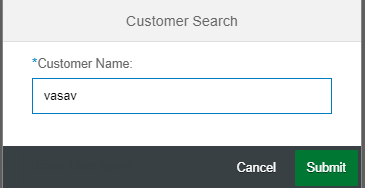 Customer Search
*Customer Name:
vasav
Cancel Submit